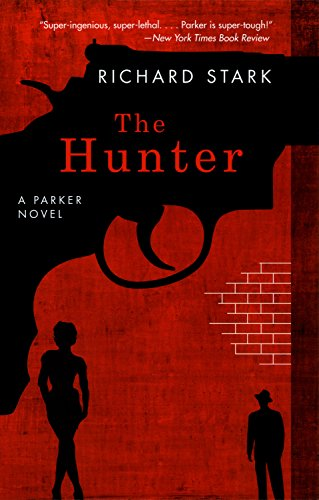 “Super-ingenious, super-lethal. . . . Parker is super-tough!”
—New York Times Book Review
RICHARD STARK
The
Hunter
A PARKER
NOVEL